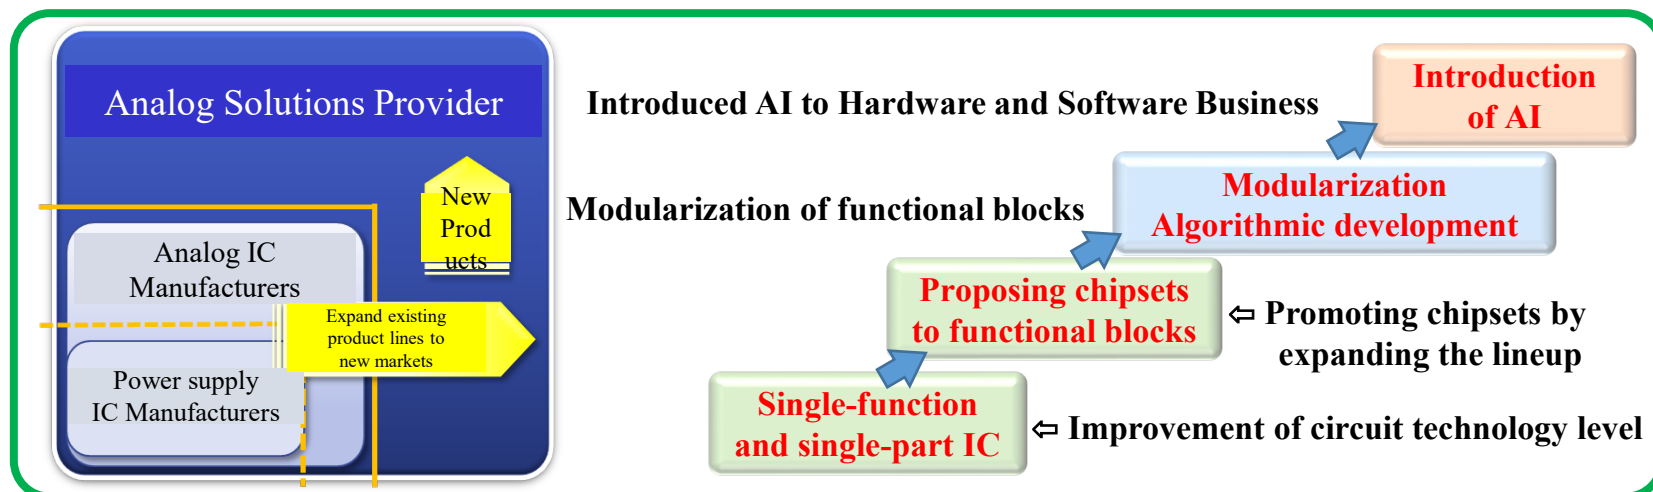 Analog Solutions Provider
New
Prod
ucts
Analog IC
Manufacturers
Expand existing
product lines to
new markets
Power supply
IC Manufacturers
Introduced AI to Hardware and Software Business
Introduction
of AI
Modularization of functional blocks
Modularization
Algorithmic development
Proposing chipsets
to functional blocks
⇦ Promoting chipsets by
expanding the lineup
Single-function
and single-part IC
⇦ Improvement of circuit technology level